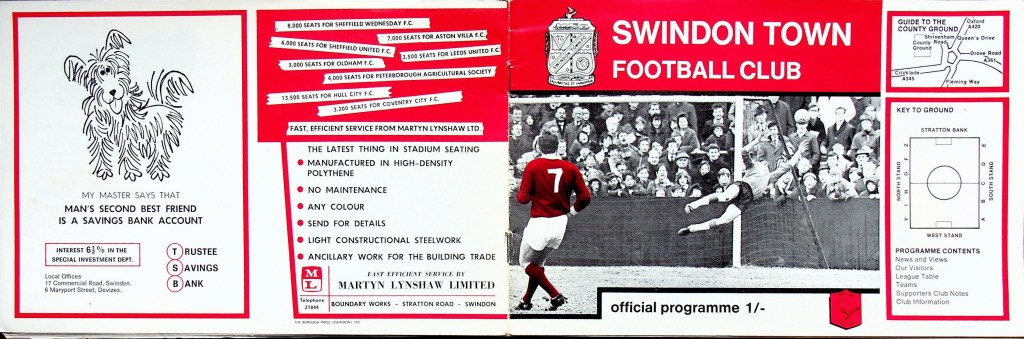 MY MASTER SAYS THAT
MAN'S SECOND BEST FRIEND
IS A SAVINGS BANK ACCOUNT
INTEREST 6½% IN THE
SPECIAL INVESTMENT DEPT.
Local Offices
17 Commercial Road, Swindon.
6 Maryport Street, Devizes.
TRUSTEE
SAVINGS
BANK
8,000 SEATS FOR SHEFFIELD WEDNESDAY F.C.
7,000 FOR ASTON VILLA F.C.
6,000 SEATS FOR SHEFFIELD UNITED F.C.
3,500 FOR LEEDS UNITED F.C.
3,000 FOR OLDHAM F.C.
4,000 SEATS FOR PETERBOROUGH AGRICULTURAL SOCIETY
13,500 SEATS FOR HULL CITY F.C.
3,200 SEATS FOR COVENTRY CITY F.C.
FAST, EFFICIENT SERVICE FROM MARTYN LYNSHAW LTD.
THE LATEST THING IN STADIUM SEATING
MANUFACTURED IN HIGH-DENSITY
POLYTHENE
NO MAINTENANCE
ANY COLOUR
SEND FOR DETAILS
LIGHT CONSTRUCTIONAL STEELWORK
ANCILLARY WORK FOR THE BUILDING TRADE
M
L
Telephone
21844
FAST EFFICIENT SERVICE BY
MARTYN LYNSHAW LIMITED
BOUNDARY WORKS - STRATTON ROAD - SWINDON
THE BOROUGH PRESS (SWINDON) LTD
SWINDON TOWN
FOOTBALL CLUB
7
official programme 1/-
GUIDE TO THE
COUNTY GROUND
Oxford
A420
Shrivenham
Road
Queen's Drive
County
Ground
Drove Road
A361
Cricklade
A345
Fleming Way
KEY TO GROUND
STRATTON BANK
NORTH STAND
Y I H G F Z
E D C B A
SOUTH STAND
WEST STAND
PROGRAMME CONTENTS
News and Views
Our Visitors
League Table
Teams
Supporters Club Notes
Club Information